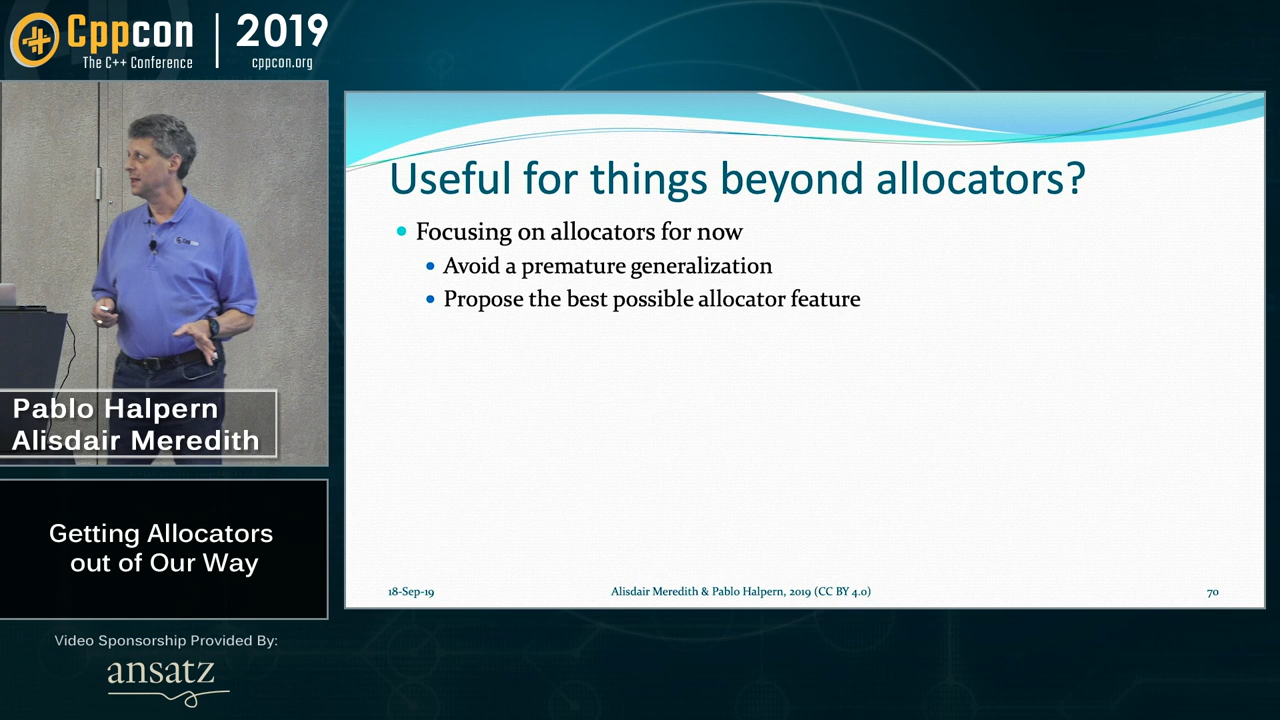 Cppcon
The C++ Conference
2019
cppcon.org
Pablo Halpern
Alisdair Meredith
Getting Allocators
out of Our Way
Video Sponsorship Provided By:
ansatz
Useful for things beyond allocators?
Focusing on allocators for now
Avoid a premature generalization
Propose the best possible allocator feature
18-Sep-19
Alisdair Meredith & Pablo Halpern, 2019 (CC BY 4.0)
70